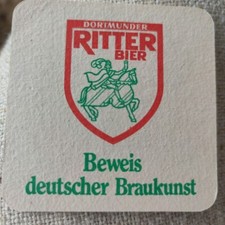 DORTMUNDER
RITTER
BIER
Beweis
deutscher Braukunst